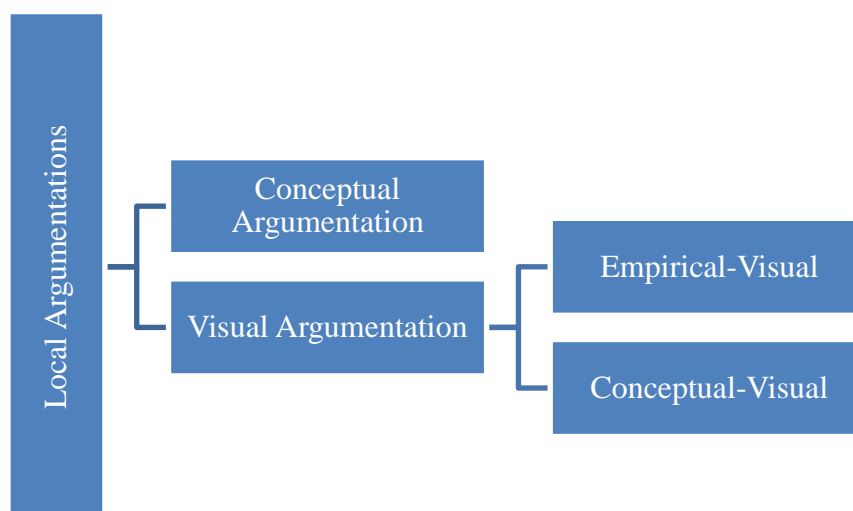 Local Argumentations
Conceptual
Argumentation
Visual Argumentation
Empirical-Visual
Conceptual-Visual